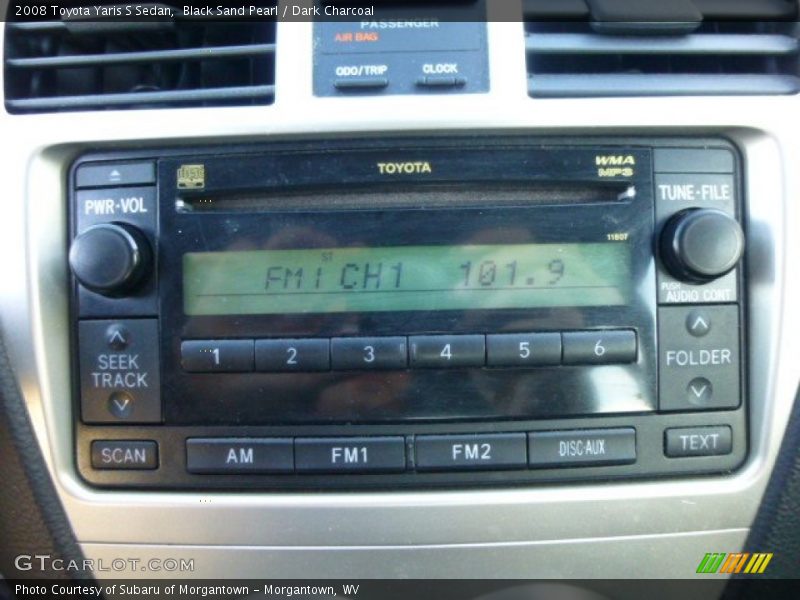 2008 Toyota Yaris S Sedan,  Black Sand Pearl / Dark Charcoal
PASSENGER
AIR BAG
ODO/TRIP CLOCK
TOYOTA
WMA
MP3
PWR·VOL
TUNE·FILE
11807
ST
FM1 CH1 101.9
PUSH
AUDIO CONT
SEEK
TRACK
1 2 3 4 5 6
FOLDER
SCAN AM FM1 FM2 DISC·AUX TEXT
GTCARLOT.COM
Photo Courtesy of Subaru of Morgantown - Morgantown, WV